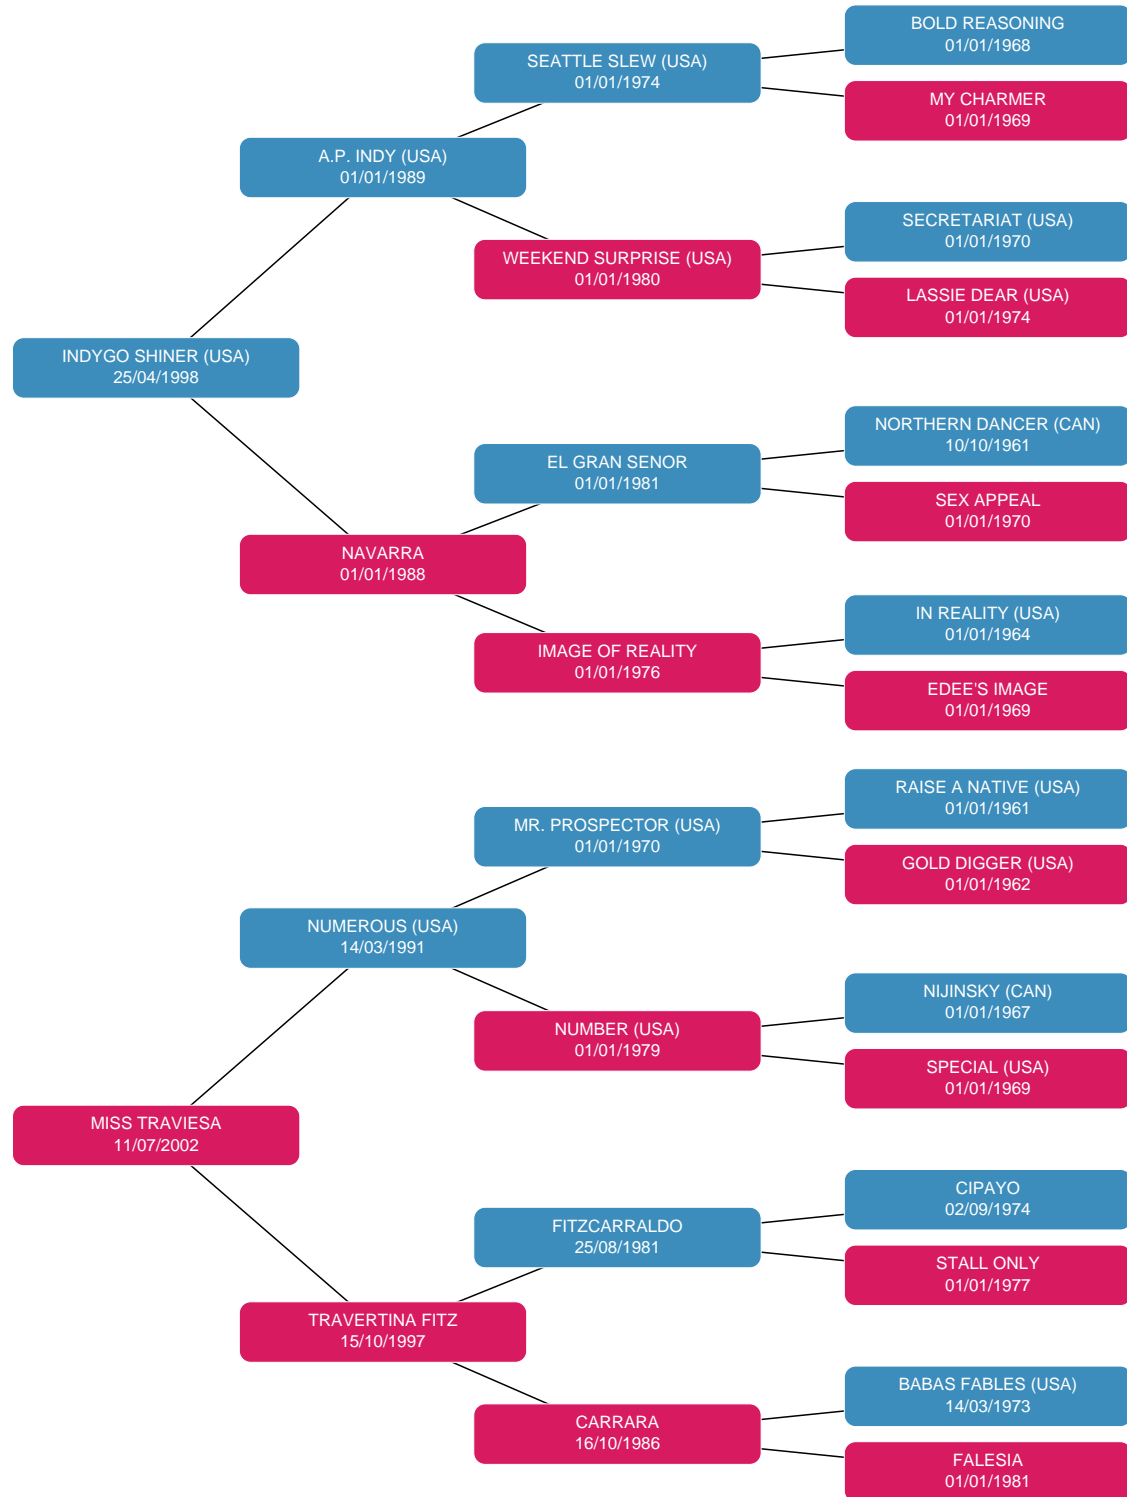 BOLD REASONING
01/01/1968
SEATTLE SLEW (USA)
01/01/1974
MY CHARMER
01/01/1969
A.P. INDY (USA)
01/01/1989
SECRETARIAT (USA)
01/01/1970
WEEKEND SURPRISE (USA)
01/01/1980
LASSIE DEAR (USA)
01/01/1974
INDYGO SHINER (USA)
25/04/1998
NORTHERN DANCER (CAN)
10/10/1961
EL GRAN SENOR
01/01/1981
SEX APPEAL
01/01/1970
NAVARRA
01/01/1988
IN REALITY (USA)
01/01/1964
IMAGE OF REALITY
01/01/1976
EDEE'S IMAGE
01/01/1969
RAISE A NATIVE (USA)
01/01/1961
MR. PROSPECTOR (USA)
01/01/1970
GOLD DIGGER (USA)
01/01/1962
NUMEROUS (USA)
14/03/1991
NIJINSKY (CAN)
01/01/1967
NUMBER (USA)
01/01/1979
SPECIAL (USA)
01/01/1969
MISS TRAVIESA
11/07/2002
CIPAYO
02/09/1974
FITZCARRALDO
25/08/1981
STALL ONLY
01/01/1977
TRAVERTINA FITZ
15/10/1997
BABAS FABLES (USA)
14/03/1973
CARRARA
16/10/1986
FALESIA
01/01/1981